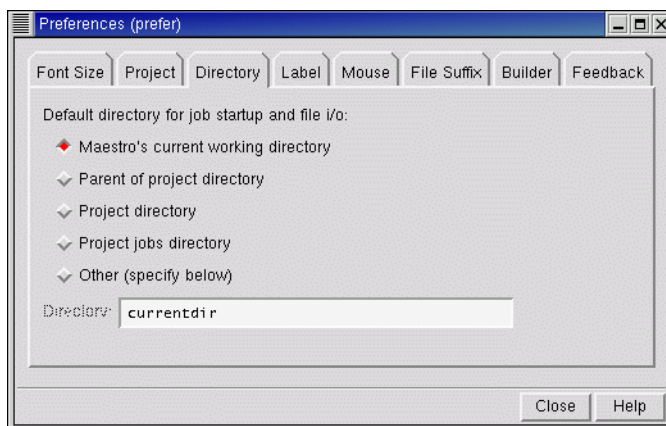 Preferences (prefer)
Font Size Project Directory Label Mouse File Suffix Builder Feedback
Default directory for job startup and file i/o:
Maestro's current working directory
Parent of project directory
Project directory
Project jobs directory
Other (specify below)
Directory: currentdir
Close Help